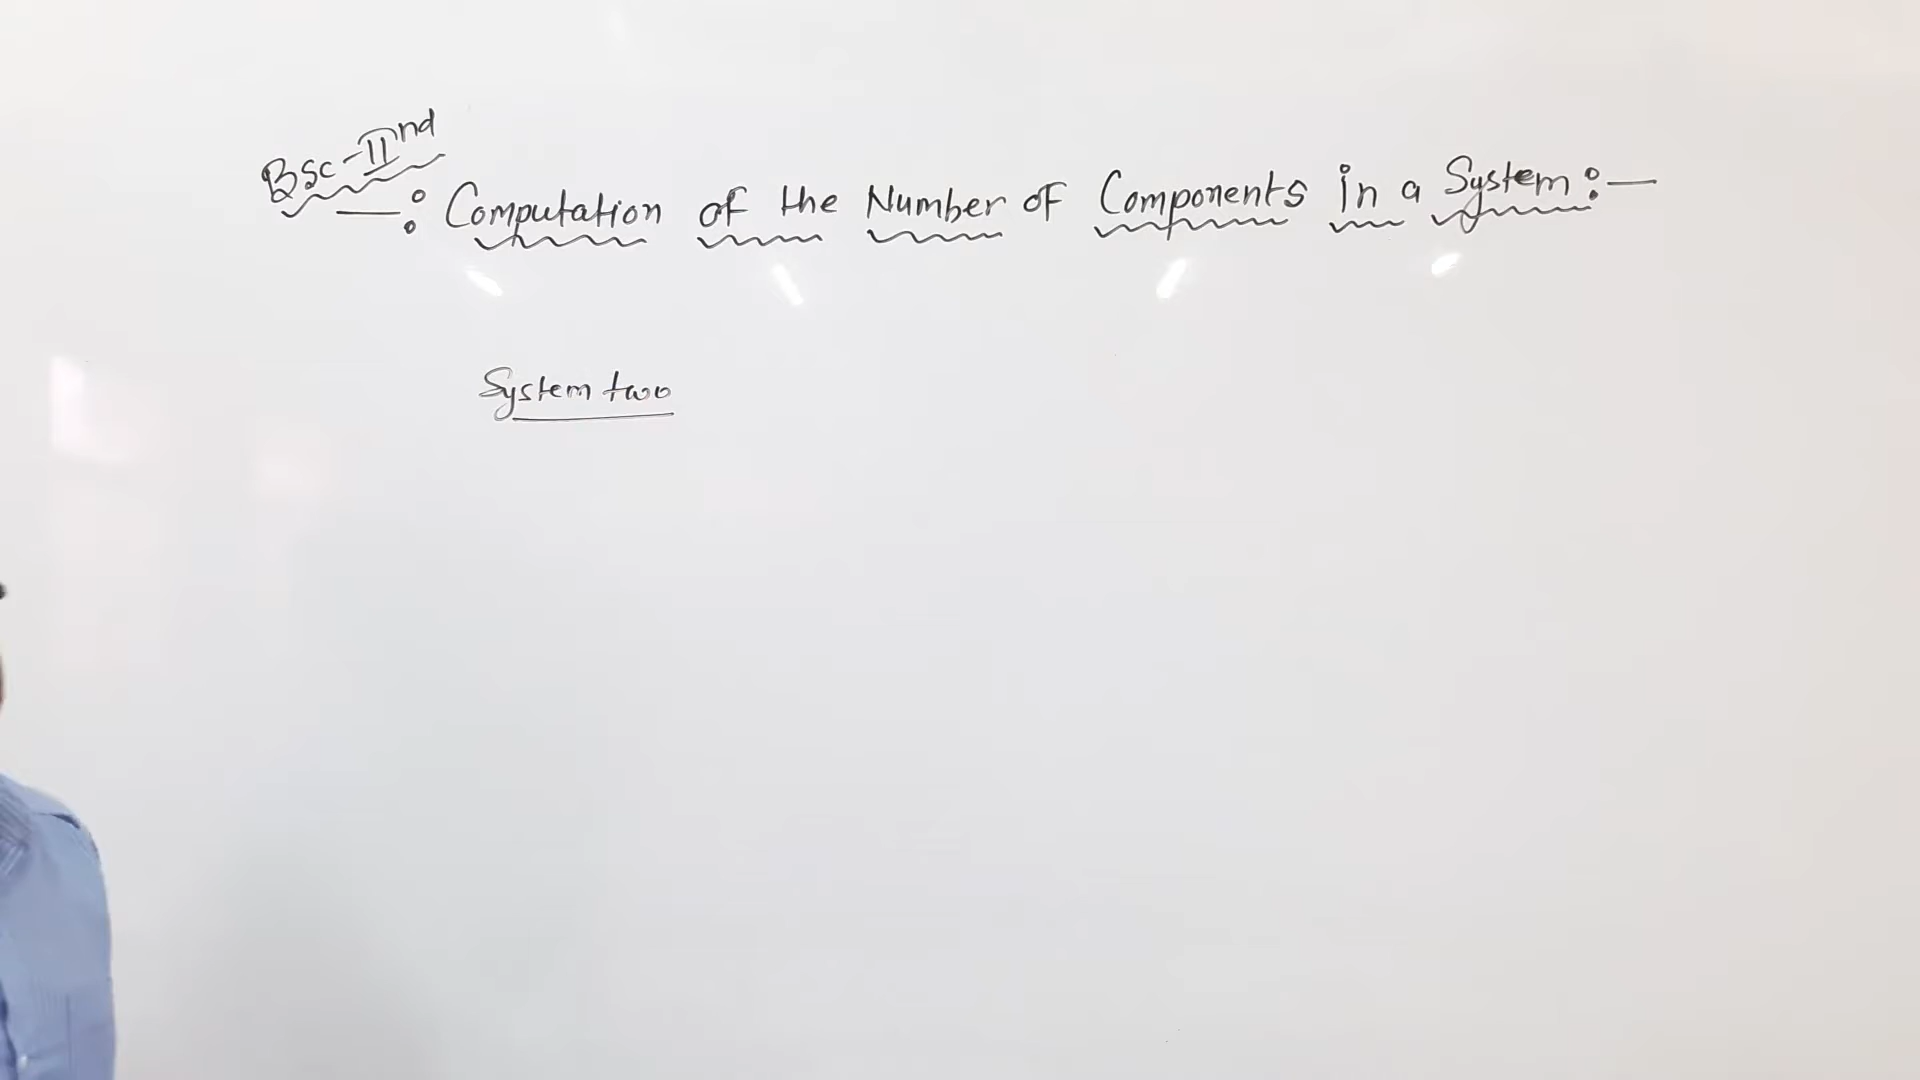 BSc-IInd
—: Computation of the Number of Components in a System:—
System two